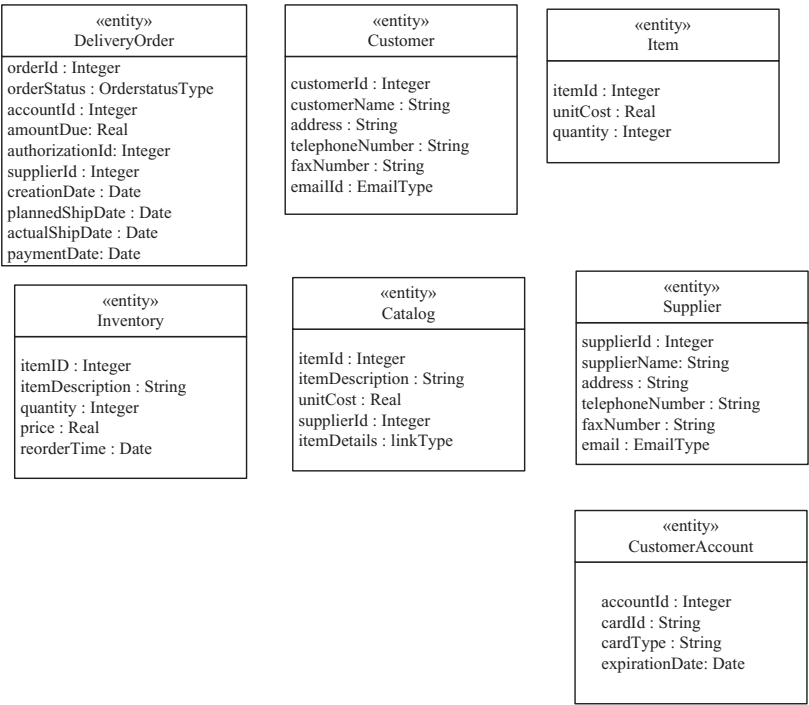 «entity»
DeliveryOrder
orderId : Integer
orderStatus : OrderstatusType
accountId : Integer
amountDue: Real
authorizationId: Integer
supplierId : Integer
creationDate : Date
plannedShipDate : Date
actualShipDate : Date
paymentDate: Date
«entity»
Customer
customerId : Integer
customerName : String
address : String
telephoneNumber : String
faxNumber : String
emailId : EmailType
«entity»
Item
itemId : Integer
unitCost : Real
quantity : Integer
«entity»
Inventory
itemID : Integer
itemDescription : String
quantity : Integer
price : Real
reorderTime : Date
«entity»
Catalog
itemId : Integer
itemDescription : String
unitCost : Real
supplierId : Integer
itemDetails : linkType
«entity»
Supplier
supplierId : Integer
supplierName: String
address : String
telephoneNumber : String
faxNumber : String
email : EmailType
«entity»
CustomerAccount
accountId : Integer
cardId : String
cardType : String
expirationDate: Date